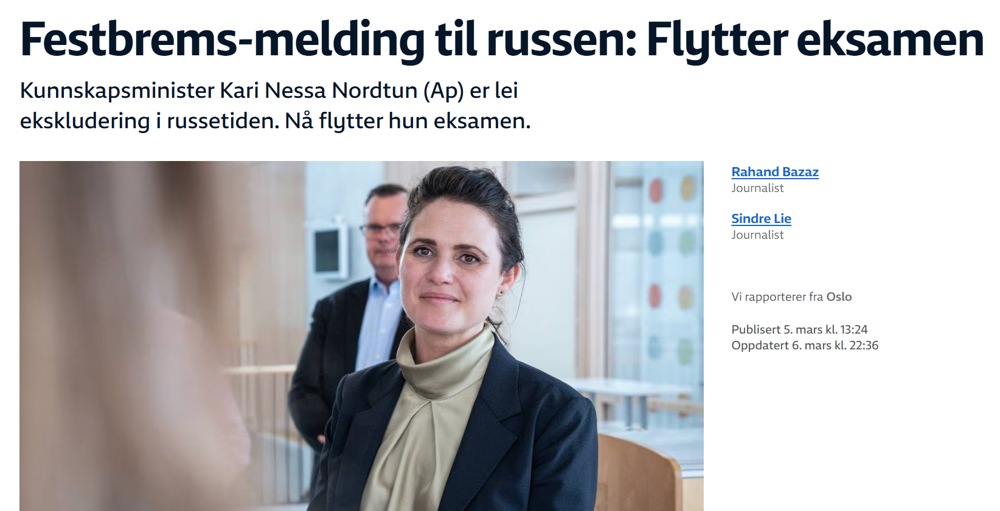 Festbrems-melding til russen: Flytter eksamen
Kunnskapsminister Kari Nessa Nordtun (Ap) er lei
ekskludering i russetiden. Nå flytter hun eksamen.
Rahand Bazaz
Journalist
Sindre Lie
Journalist
Vi rapporterer fra Oslo
Publisert 5. mars kl. 13:24
Oppdatert 6. mars kl. 22:36